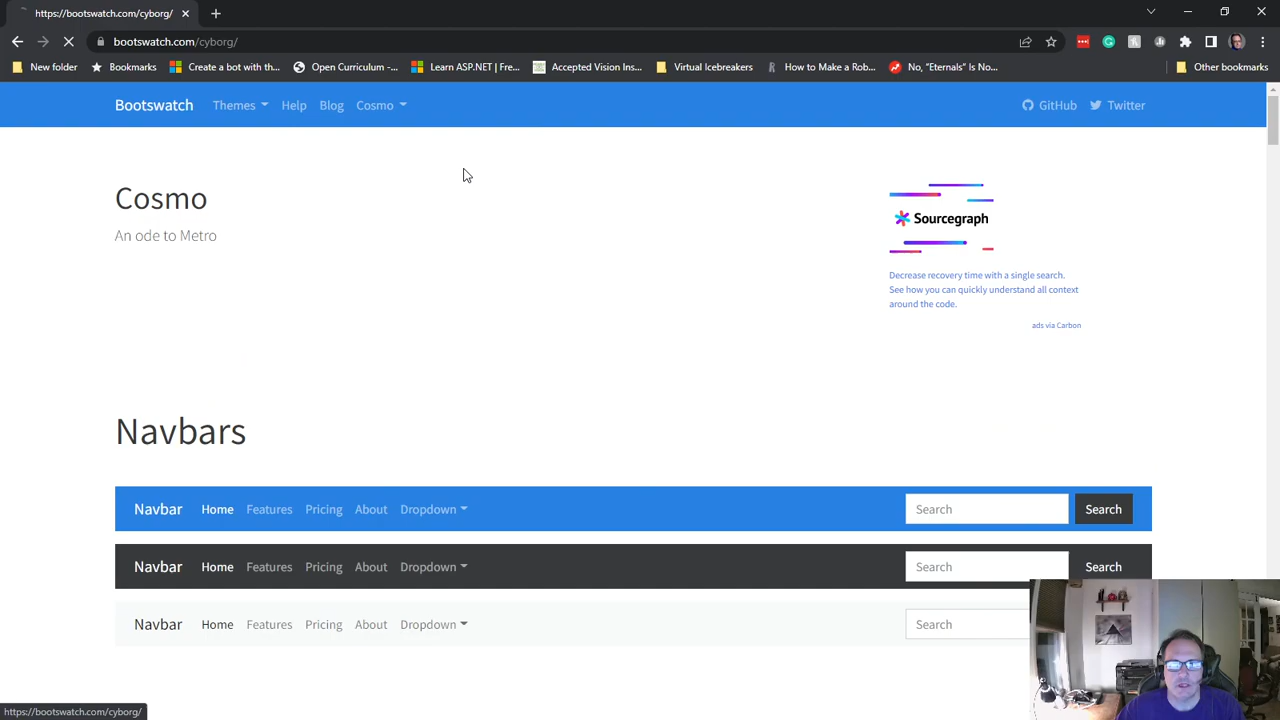 https://bootswatch.com/cyborg/
bootswatch.com/cyborg/
New folder
Bookmarks
Create a bot with th...
Open Curriculum -...
Learn ASP.NET | Fre...
Accepted Vision Ins...
Virtual Icebreakers
How to Make a Rob...
No, "Eternals" Is No...
Other bookmarks
Bootswatch Themes Help Blog Cosmo GitHub Twitter
Cosmo
An ode to Metro
Sourcegraph
Decrease recovery time with a single search.
See how you can quickly understand all context
around the code.
ads via Carbon
Navbars
Navbar Home Features Pricing About Dropdown Search Search
Navbar Home Features Pricing About Dropdown Search Search
Navbar Home Features Pricing About Dropdown Search
https://bootswatch.com/cyborg/